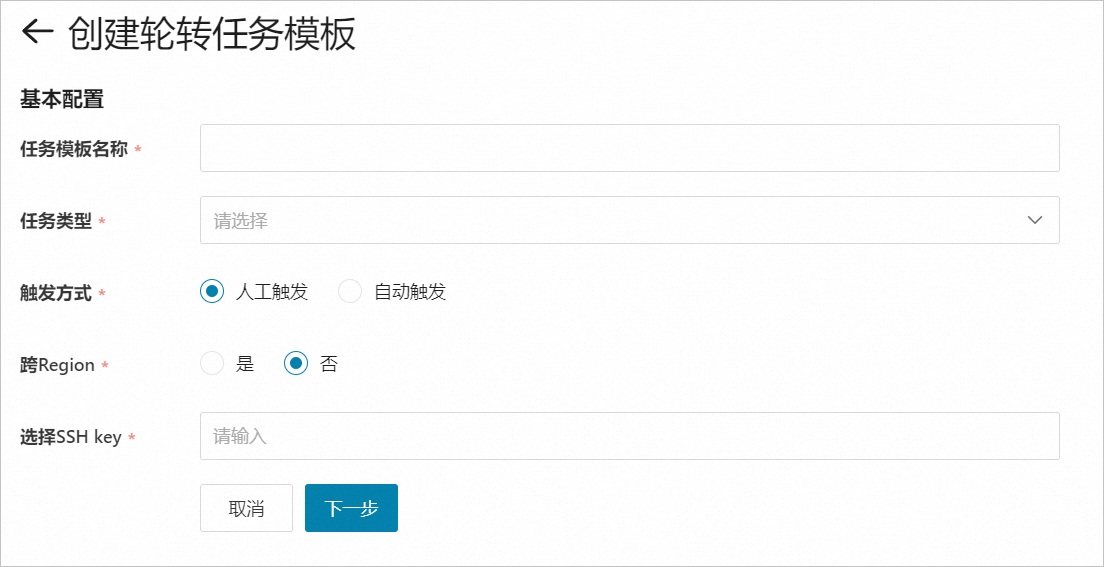 创建轮转任务模板
基本配置
任务模板名称 *
任务类型 * 请选择
触发方式 * 人工触发 自动触发
跨Region * 是 否
选择SSH key * 请输入
取消 下一步